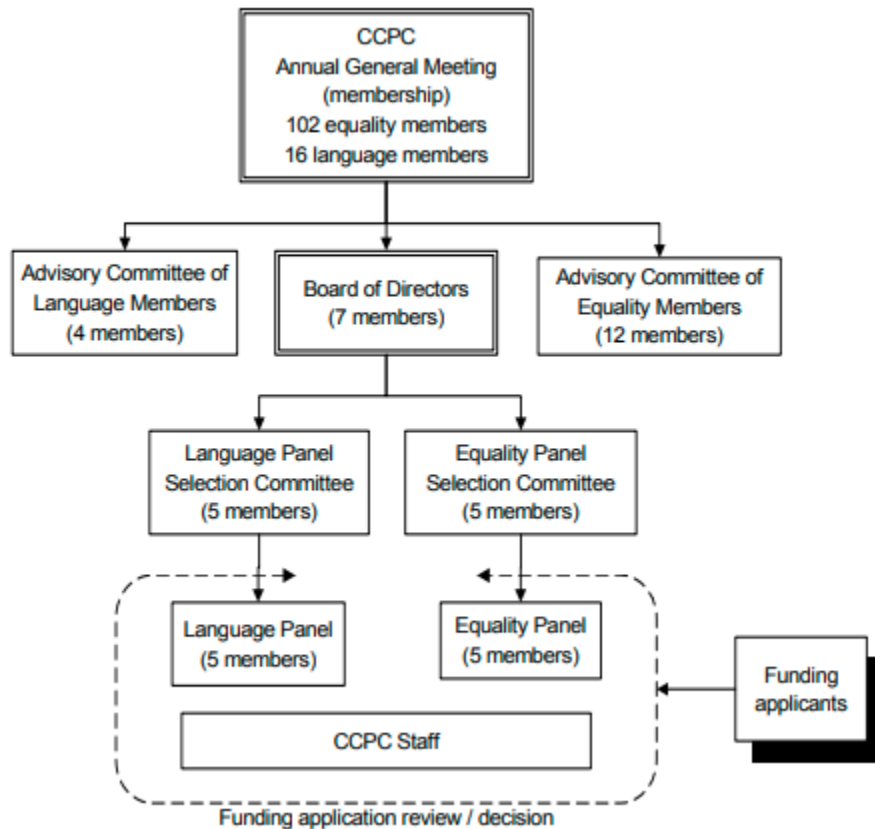 CCPC
Annual General Meeting
(membership)
102 equality members
16 language members
Advisory Committee of
Language Members
(4 members)
Board of Directors
(7 members)
Advisory Committee of
Equality Members
(12 members)
Language Panel
Selection Committee
(5 members)
Equality Panel
Selection Committee
(5 members)
Language Panel
(5 members)
Equality Panel
(5 members)
Funding
applicants
CCPC Staff
Funding application review / decision